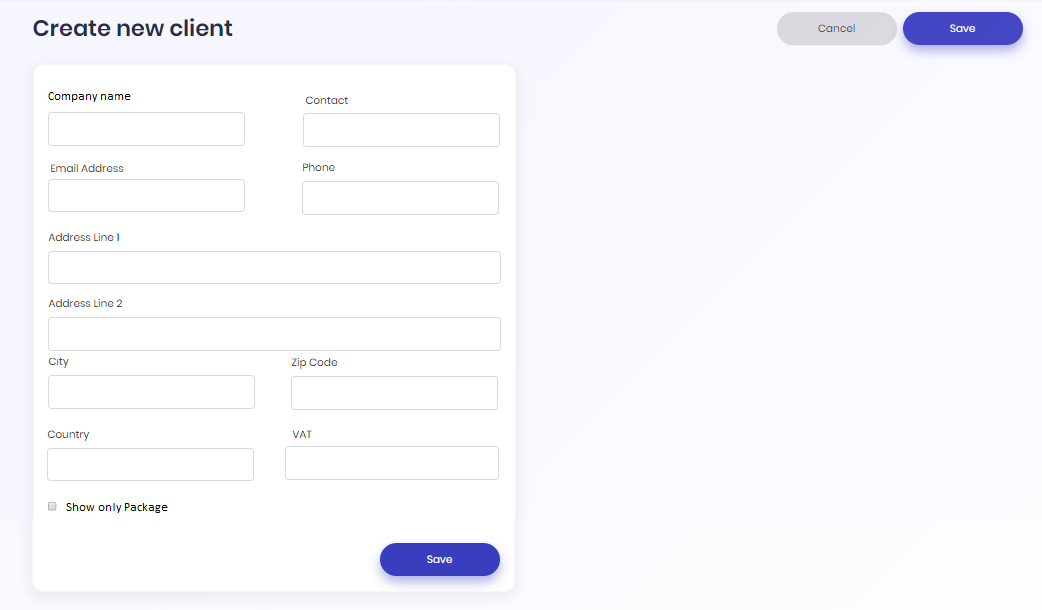 Create new client
Cancel
Save
Company name
Contact
Email Address
Phone
Address Line 1
Address Line 2
City
Zip Code
Country
VAT
Show only Package
Save